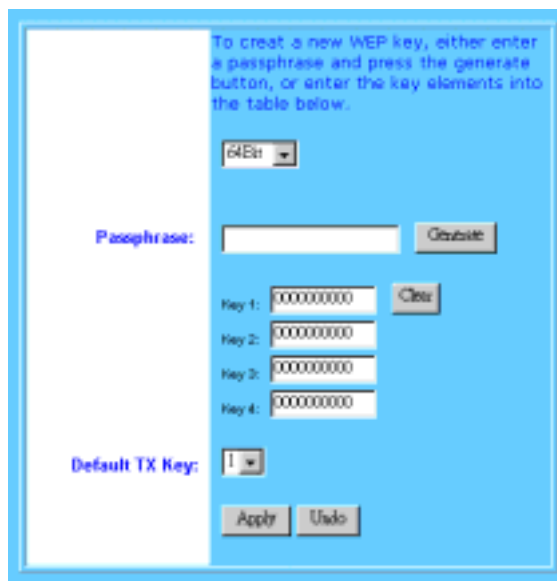 To creat a new WEP key, either enter
a passphrase and press the generate
button, or enter the key elements into
the table below.
64Bit
Passphrase: Generate
Key 1: 0000000000 Clear
Key 2: 0000000000
Key 3: 0000000000
Key 4: 0000000000
Default TX Key: 1
Apply Undo